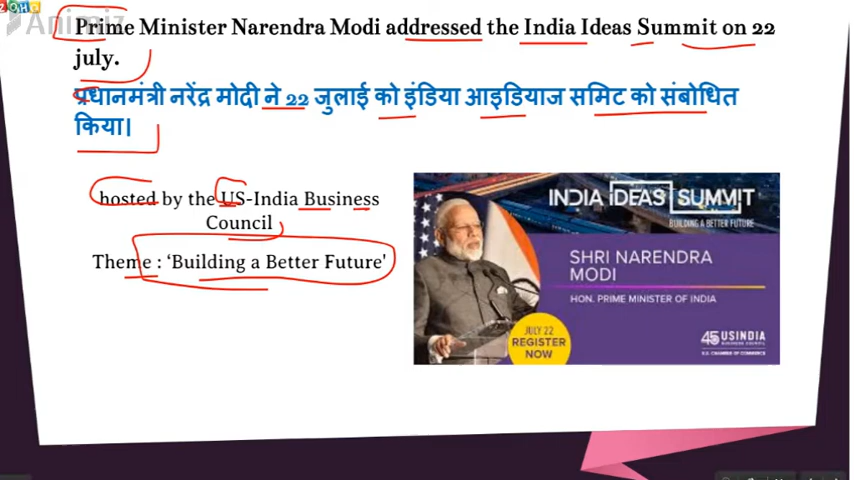 Animiz
Prime Minister Narendra Modi addressed the India Ideas Summit on 22
july.
प्रधानमंत्री नरेंद्र मोदी ने 22 जुलाई को इंडिया आइडियाज समिट को संबोधित
किया।
hosted by the US-India Business
Council
Theme : ‘Building a Better Future'
INDIA IDEAS SUMMIT
BUILDING A BETTER FUTURE
SHRI NARENDRA
MODI
HON. PRIME MINISTER OF INDIA
JULY 22
REGISTER
NOW
45 USINDIA
BUSINESS COUNCIL
U.S. CHAMBER OF COMMERCE